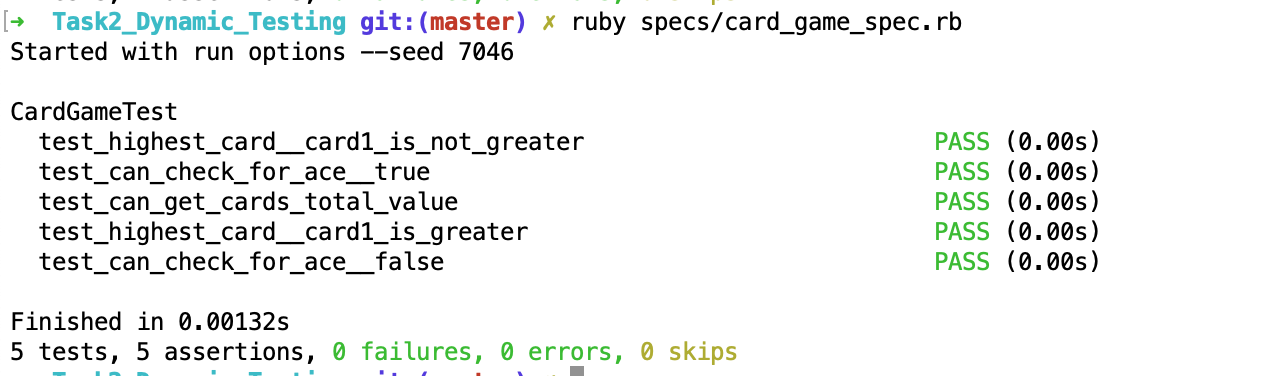 ➜  Task2_Dynamic_Testing git:(master) ✗ ruby specs/card_game_spec.rb
Started with run options --seed 7046
CardGameTest
test_highest_card__card1_is_not_greater PASS (0.00s)
test_can_check_for_ace__true PASS (0.00s)
test_can_get_cards_total_value PASS (0.00s)
test_highest_card__card1_is_greater PASS (0.00s)
test_can_check_for_ace__false PASS (0.00s)
Finished in 0.00132s
5 tests, 5 assertions, 0 failures, 0 errors, 0 skips